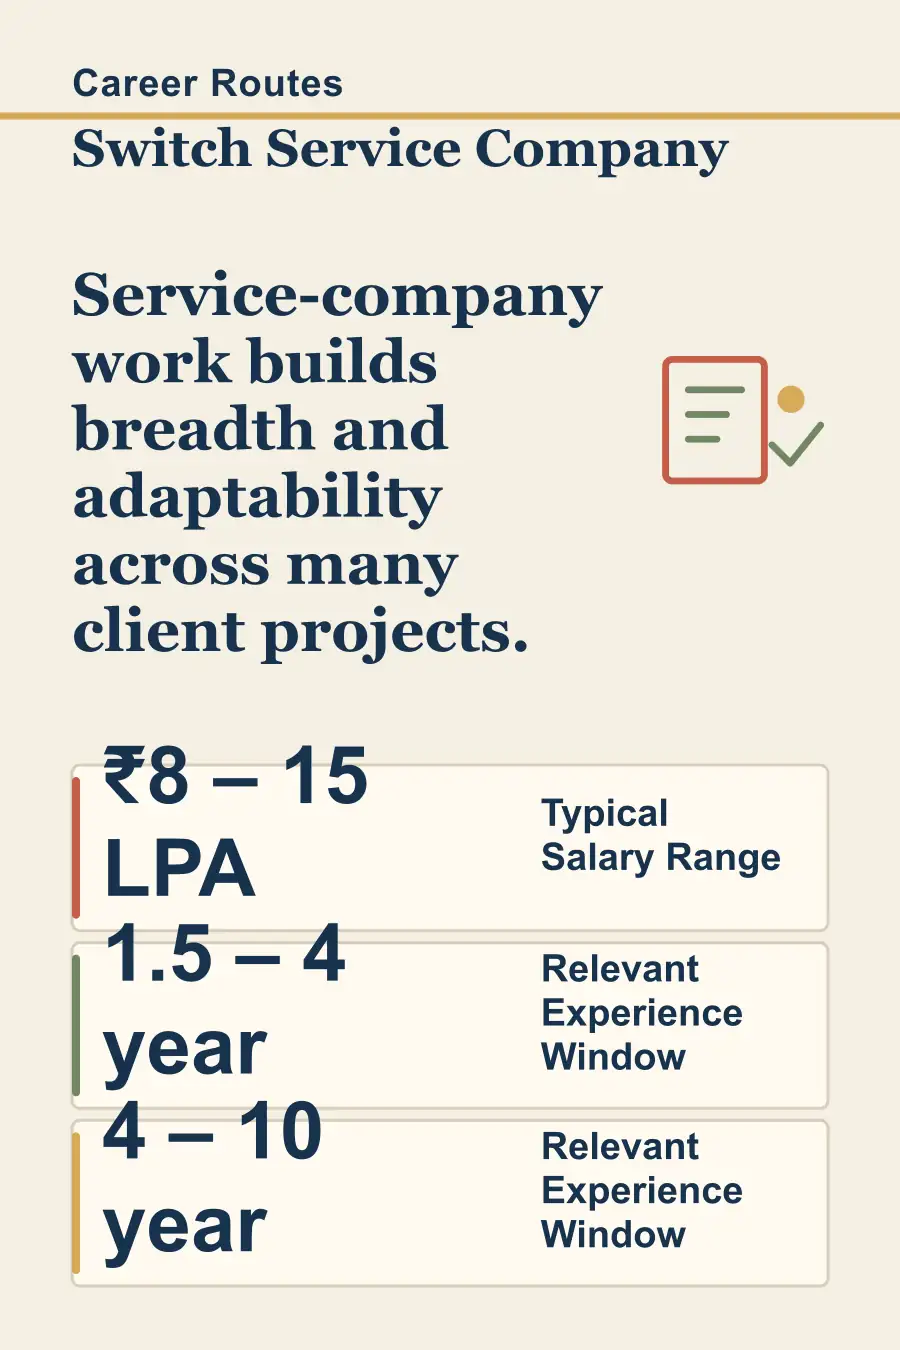 Career Routes
Switch Service Company
Service-company
work builds
breadth and
adaptability
across many
client projects.
₹8 – 15
LPA
Typical
Salary Range
1.5 – 4
year
Relevant
Experience
Window
4 – 10
year
Relevant
Experience
Window